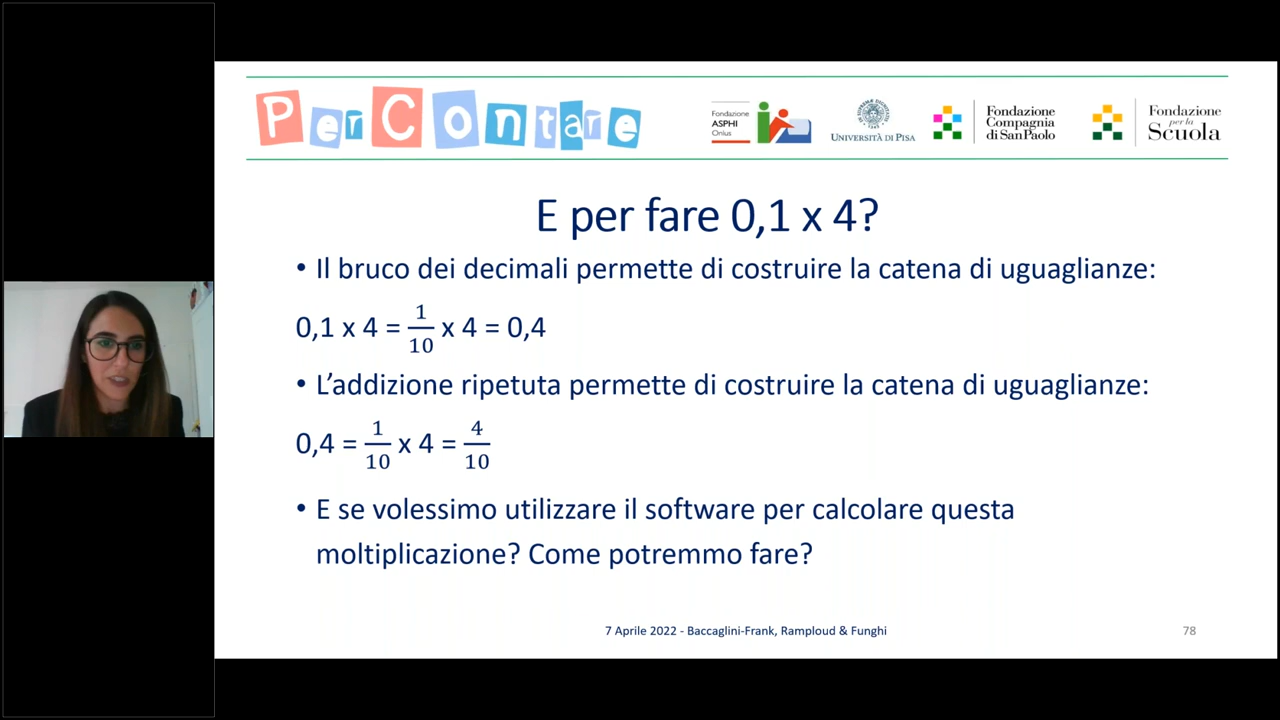 PerContare
Fondazione
ASPHI
Onlus
UNIVERSITÀ DI PISA
Fondazione
Compagnia
di San Paolo
Fondazione
per la
Scuola
E per fare 0,1 x 4?
• Il bruco dei decimali permette di costruire la catena di uguaglianze:
0,1 x 4 = 1/10 x 4 = 0,4
• L'addizione ripetuta permette di costruire la catena di uguaglianze:
0,4 = 1/10 x 4 = 4/10
• E se volessimo utilizzare il software per calcolare questa
moltiplicazione? Come potremmo fare?
7 Aprile 2022 - Baccaglini-Frank, Ramploud & Funghi
78